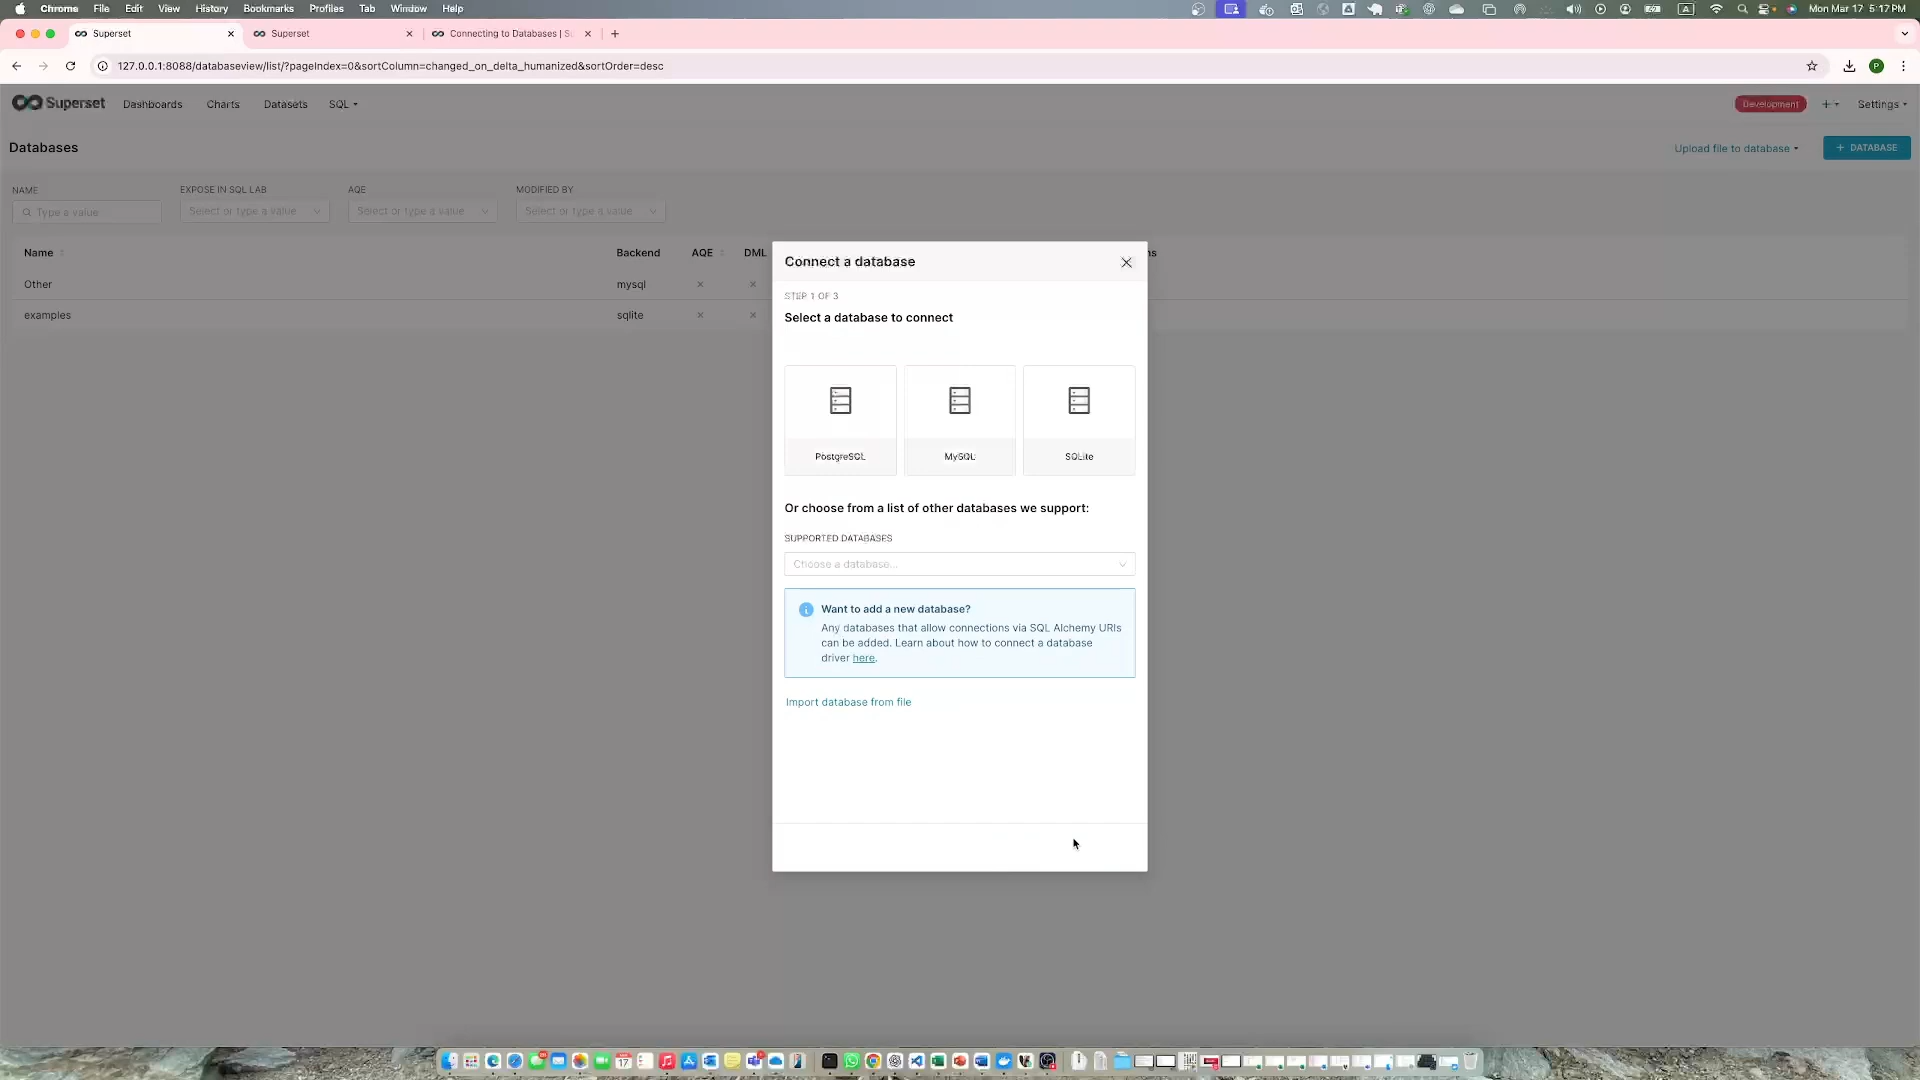 Chrome File Edit View History Bookmarks Profiles Tab Window Help
Mon Mar 17 5:17 PM
Superset
Superset
Connecting to Databases |
127.0.0.1:8088/databaseview/list/?pageIndex=0&sortColumn=changed_on_delta_humanized&sortOrder=desc
P
Superset Dashboards Charts Datasets SQL
Development
Settings
Databases
Upload file to database
+ DATABASE
NAME EXPOSE IN SQL LAB AQE MODIFIED BY
Type a value Select or type a value Select or type a value Select or type a value
Name Backend AQE DML
Other mysql
examples sqlite
Connect a database
STEP 1 OF 3
Select a database to connect
PostgreSQL MySQL SQLite
Or choose from a list of other databases we support:
SUPPORTED DATABASES
Choose a database...
Want to add a new database?
Any databases that allow connections via SQL Alchemy URIs
can be added. Learn about how to connect a database
driver here.
Import database from file